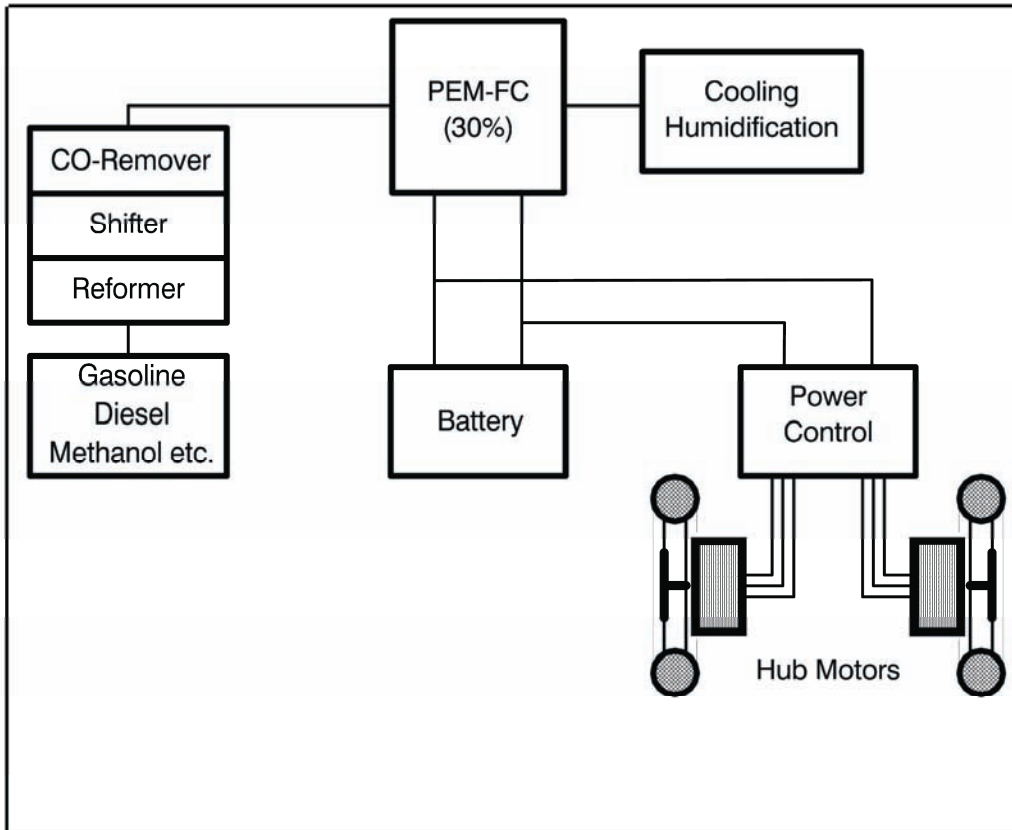 PEM-FC
(30%)
Cooling
Humidification
CO-Remover
Shifter
Reformer
Gasoline
Diesel
Methanol etc.
Battery
Power
Control
Hub Motors